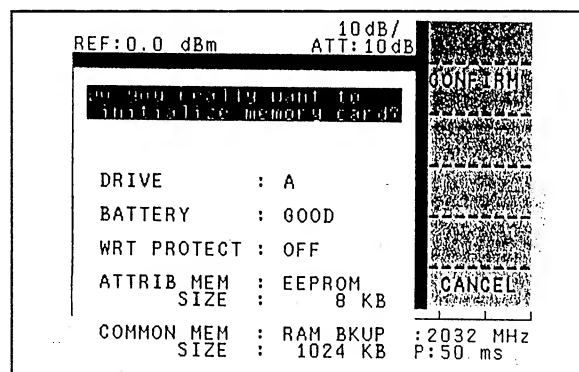 REF:0.0 dBm
10dB/
ATT:10dB
Do you really want to
initialize memory card?
DRIVE : A
BATTERY : GOOD
WRT PROTECT : OFF
ATTRIB MEM : EEPROM
SIZE : 8 KB
COMMON MEM : RAM BKUP
SIZE : 1024 KB
CONFIRM
CANCEL
:2032 MHz
P:50 ms